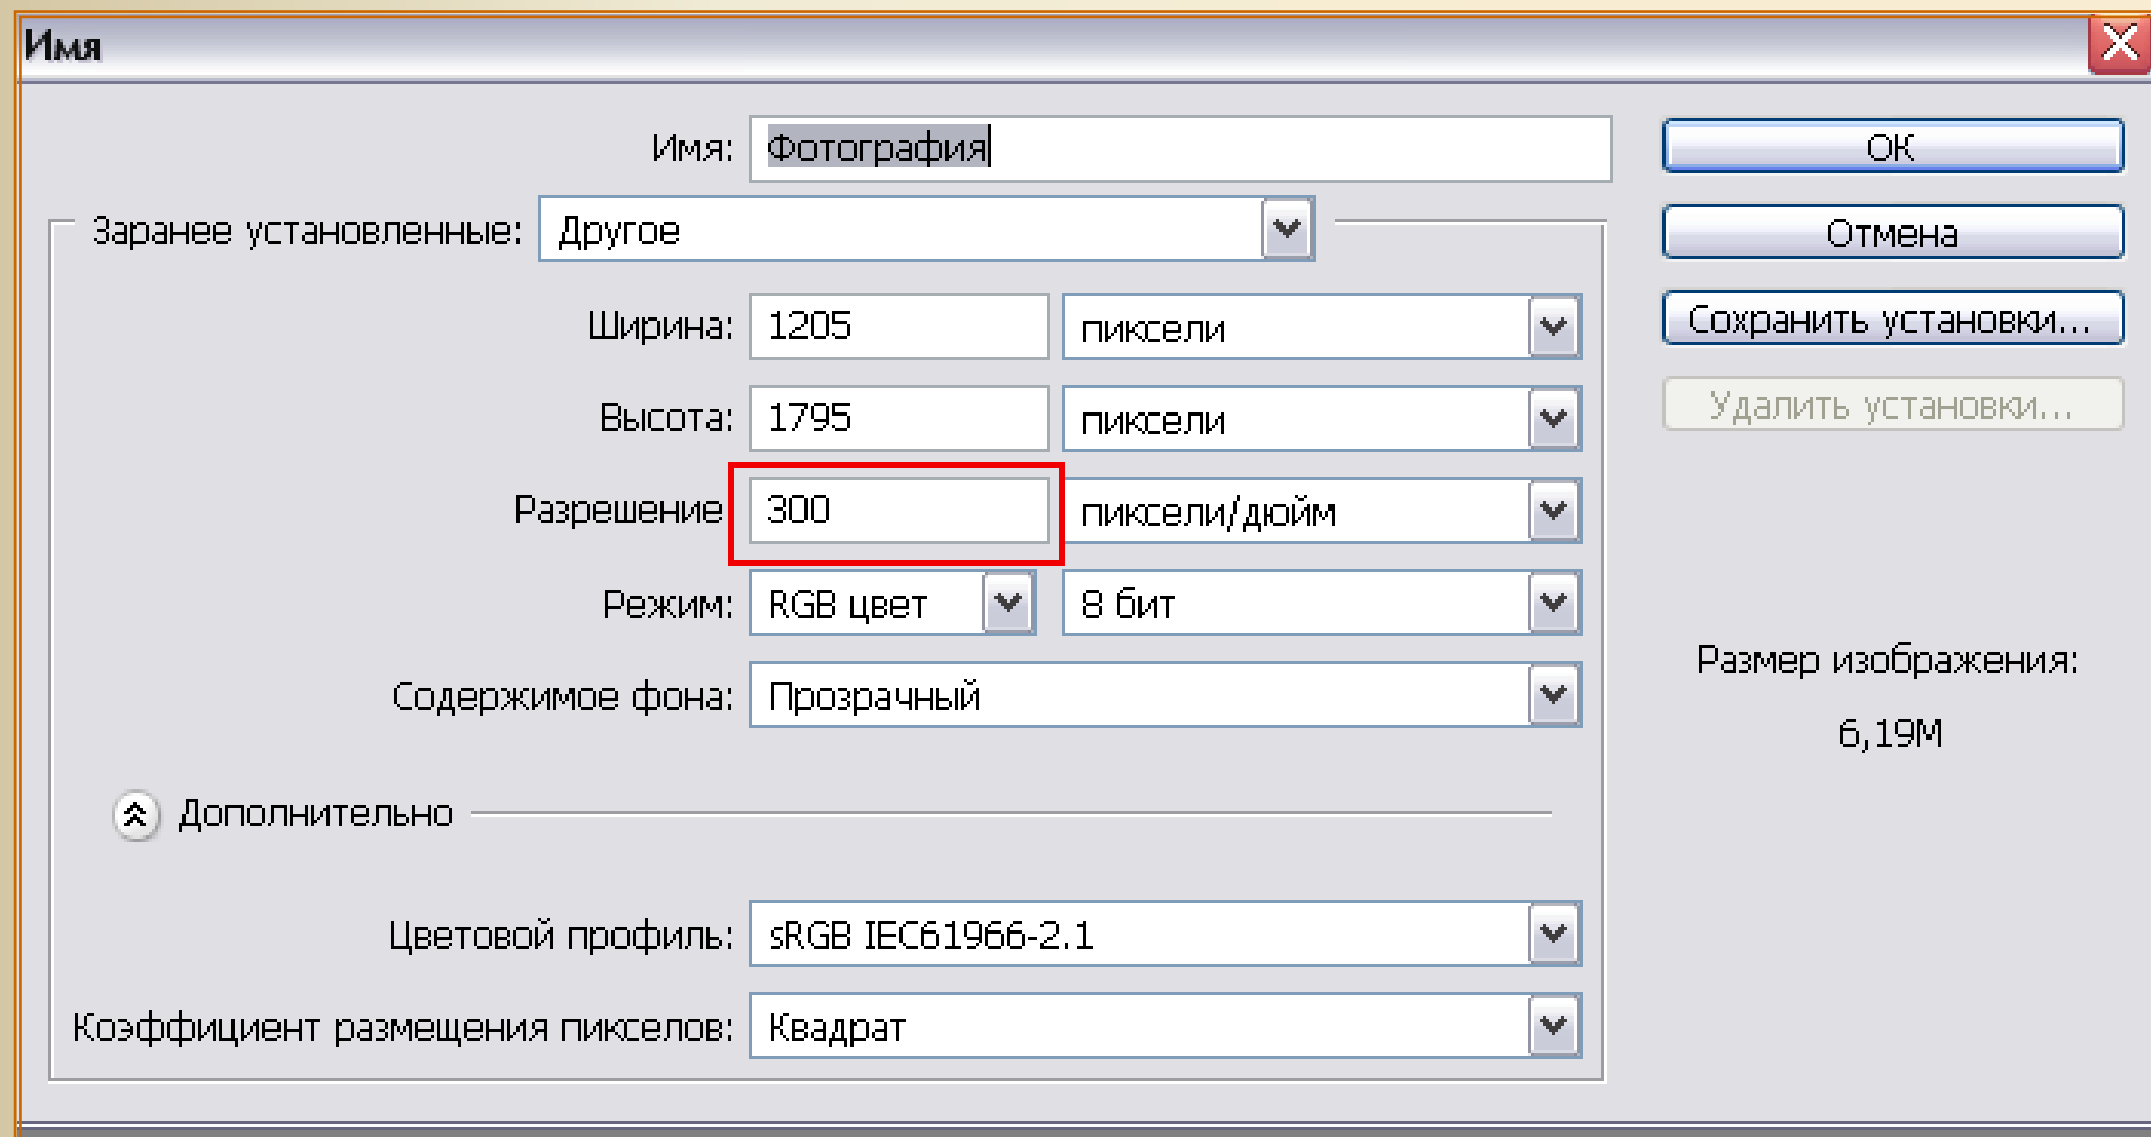 Имя
Имя: Фотография
ОК
Заранее установленные: Другое
Отмена
Ширина: 1205 пиксели
Сохранить установки...
Высота: 1795 пиксели
Удалить установки...
Разрешение 300 пиксели/дюйм
Режим: RGB цвет 8 бит
Размер изображения:
Содержимое фона: Прозрачный
6,19М
Дополнительно
Цветовой профиль: sRGB IEC61966-2.1
Коэффициент размещения пикселов: Квадрат